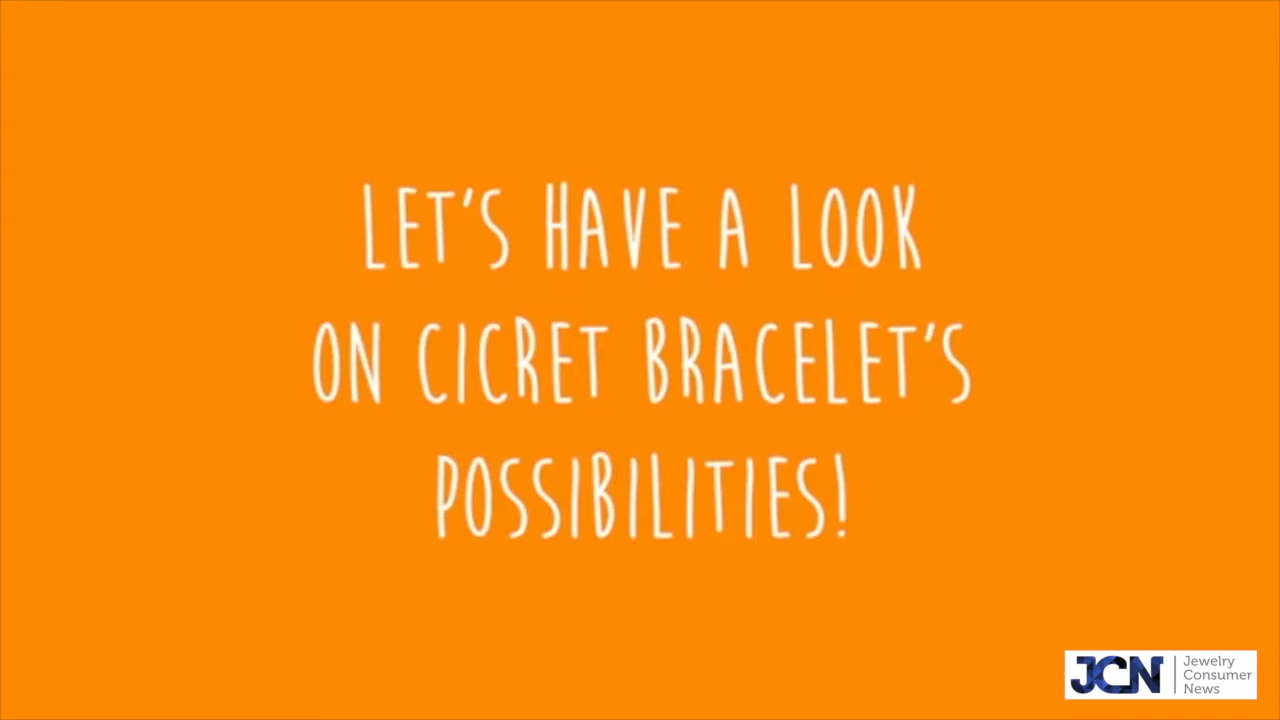 LET'S HAVE A LOOK
ON CICRET BRACELET'S
POSSIBILITIES!
JCN
Jewelry
Consumer
News